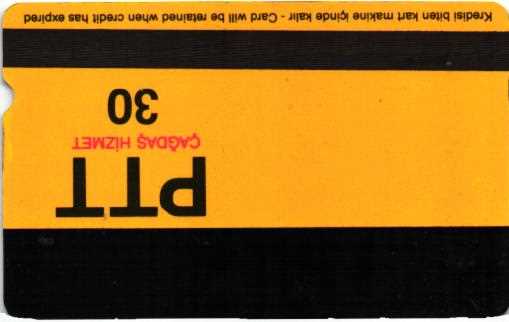 PTT
ÇAĞDAŞ HİZMET
30
Kredisi biten kart makine içinde kalır - Card will be retained when credit has expired